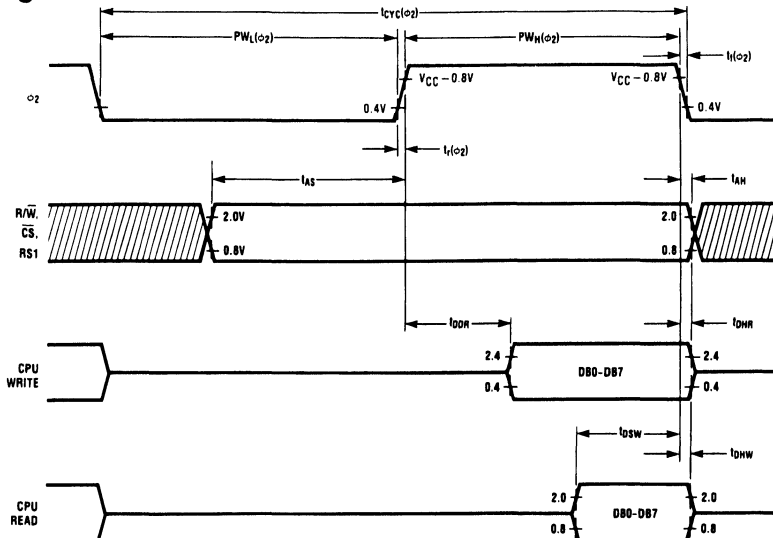 tCYC(φ2)
PWL(φ2) PWH(φ2)
tf(φ2)
VCC – 0.8V VCC – 0.8V
φ2 0.4V 0.4V
tr(φ2)
tAS tAH
R/W̅,
C̅S̅,
RS1
2.0V 2.0
0.8V 0.8
tDDR tDHR
CPU
WRITE
2.4 2.4
DB0-DB7
0.4 0.4
tDSW
tDHW
CPU
READ
2.0 2.0
DB0-DB7
0.8 0.8